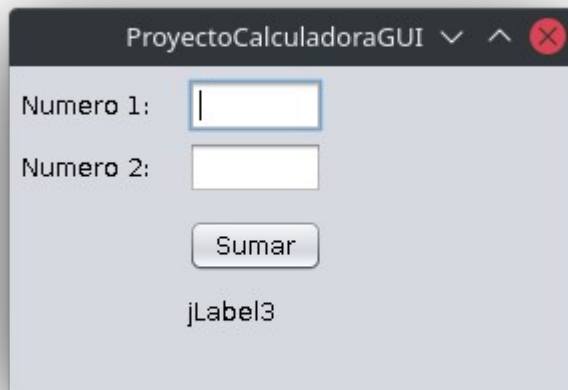 ProyectoCalculadoraGUI
Numero 1:
Numero 2:
Sumar
jLabel3